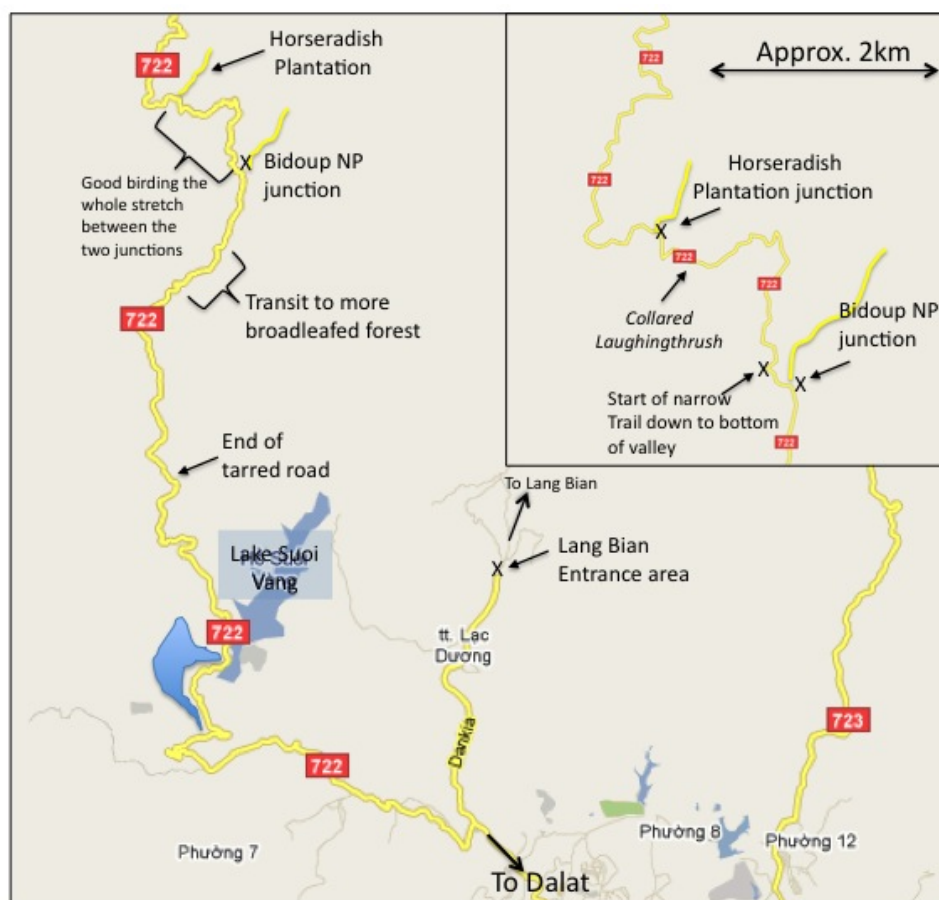 722
Horseradish
Plantation
Bidoup NP
junction
Good birding the
whole stretch
between the
two junctions
722
Transit to more
broadleafed forest
End of
tarred road
Lake Suoi
Vang
722
722
To Lang Bian
Lang Bian
Entrance area
tt. Lạc
Dương
Dankia
723
Phường 7
Phường 8
Phường 12
To Dalat
Approx. 2km
722
722
Horseradish
Plantation junction
722
722
Collared
Laughingthrush
Bidoup NP
junction
Start of narrow
Trail down to bottom
of valley
722
X
X
X
X
X